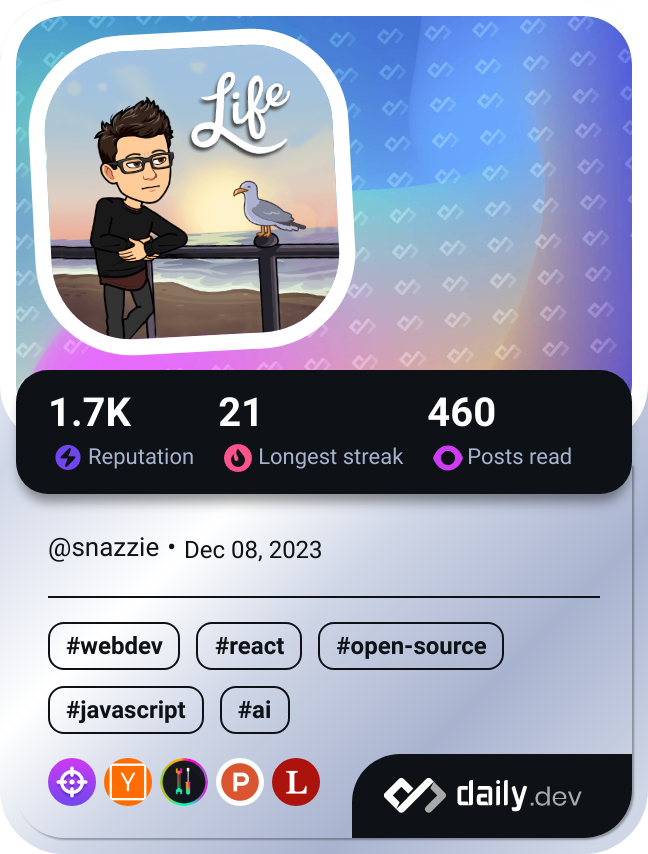 Life
1.7K 21 460
Reputation Longest streak Posts read
@snazzie • Dec 08, 2023
#webdev #react #open-source
#javascript #ai
Y P L
daily.dev